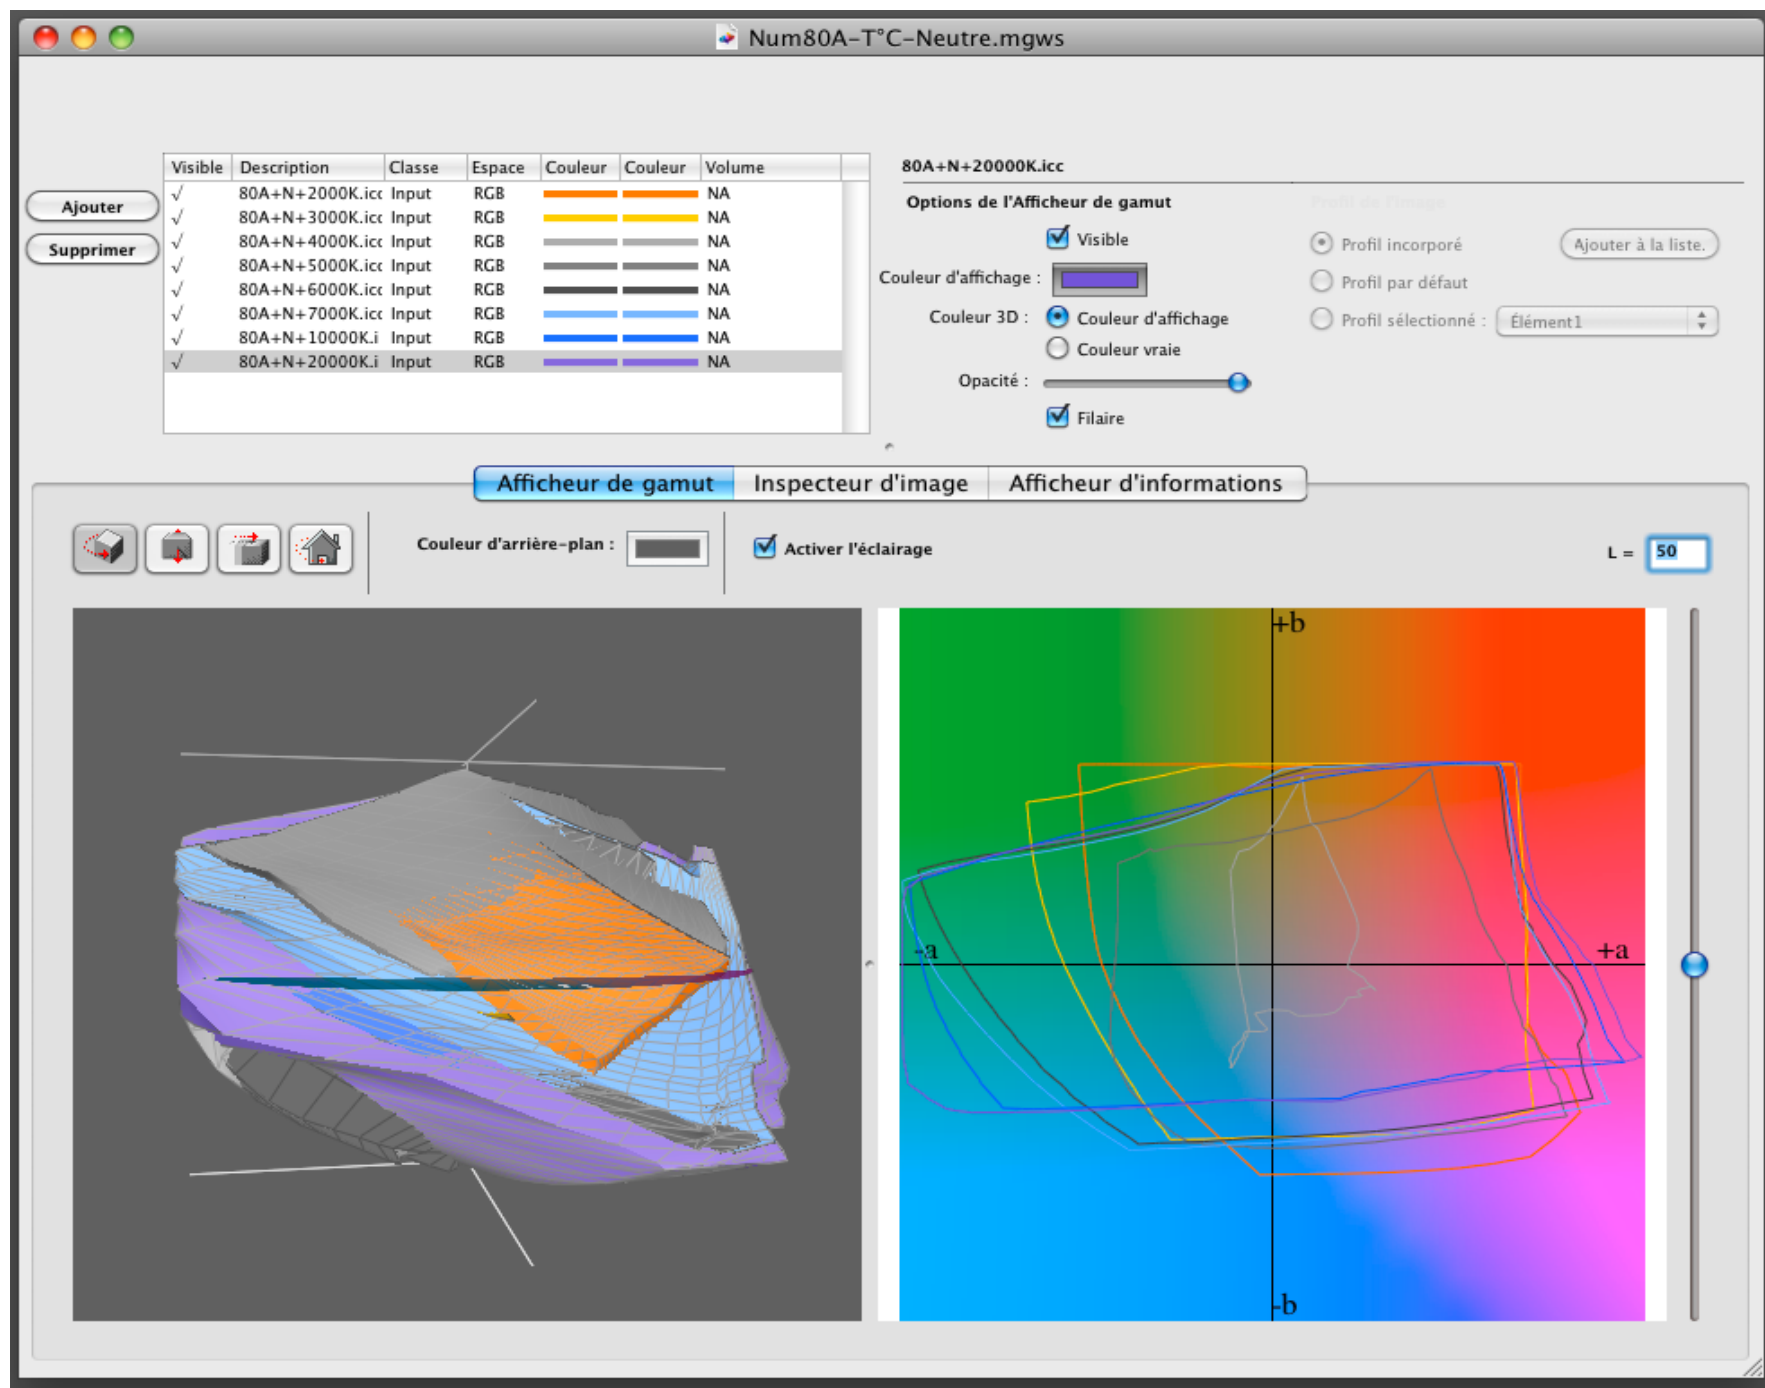 Num80A-T°C-Neutre.mgws
Visible Description Classe Espace Couleur Couleur Volume
√ 80A+N+2000K.icc Input RGB NA
√ 80A+N+3000K.icc Input RGB NA
√ 80A+N+4000K.icc Input RGB NA
√ 80A+N+5000K.icc Input RGB NA
√ 80A+N+6000K.icc Input RGB NA
√ 80A+N+7000K.icc Input RGB NA
√ 80A+N+10000K.i Input RGB NA
√ 80A+N+20000K.i Input RGB NA
Ajouter
Supprimer
80A+N+20000K.icc
Options de l'Afficheur de gamut
Visible
Couleur d'affichage :
Couleur 3D : Couleur d'affichage
Couleur vraie
Opacité :
Filaire
Profil de l'image
Profil incorporé Ajouter à la liste.
Profil par défaut
Profil sélectionné : Élément1
Afficheur de gamut Inspecteur d'image Afficheur d'informations
Couleur d'arrière-plan : Activer l'éclairage L = 50
+b
-a +a
-b